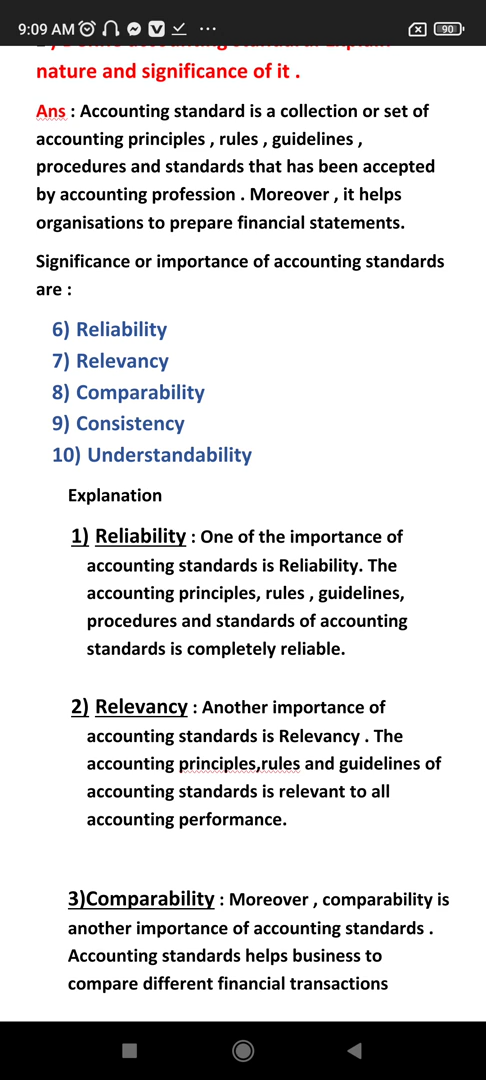 9:09 AM
90
nature and significance of it .
Ans : Accounting standard is a collection or set of
accounting principles , rules , guidelines ,
procedures and standards that has been accepted
by accounting profession . Moreover , it helps
organisations to prepare financial statements.
Significance or importance of accounting standards
are :
6) Reliability
7) Relevancy
8) Comparability
9) Consistency
10) Understandability
Explanation
1) Reliability : One of the importance of
accounting standards is Reliability. The
accounting principles, rules , guidelines,
procedures and standards of accounting
standards is completely reliable.
2) Relevancy : Another importance of
accounting standards is Relevancy . The
accounting principles,rules and guidelines of
accounting standards is relevant to all
accounting performance.
3)Comparability : Moreover , comparability is
another importance of accounting standards .
Accounting standards helps business to
compare different financial transactions